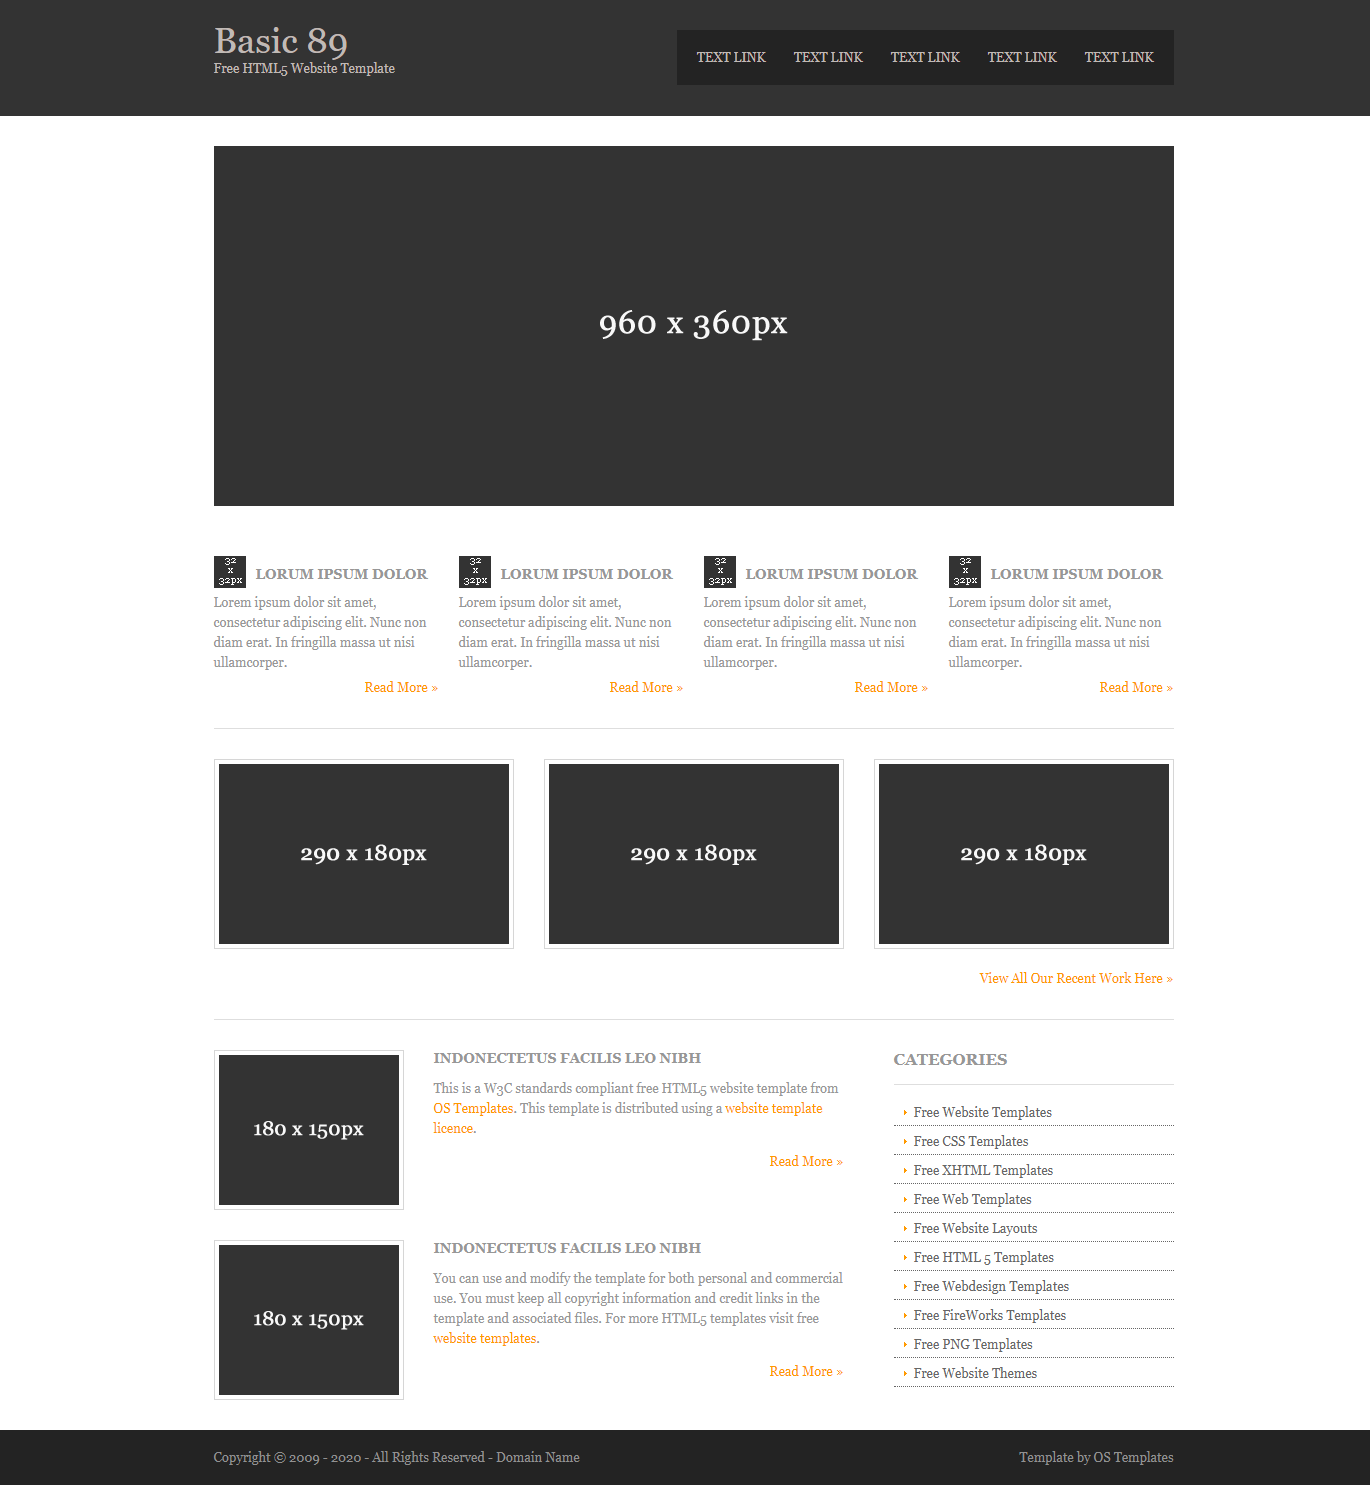 Basic 89
Free HTML5 Website Template
TEXT LINK TEXT LINK TEXT LINK TEXT LINK TEXT LINK
960 x 360px
32
x
32px
LORUM IPSUM DOLOR
Lorem ipsum dolor sit amet,
consectetur adipiscing elit. Nunc non
diam erat. In fringilla massa ut nisi
ullamcorper.
Read More »
32
x
32px
LORUM IPSUM DOLOR
Lorem ipsum dolor sit amet,
consectetur adipiscing elit. Nunc non
diam erat. In fringilla massa ut nisi
ullamcorper.
Read More »
32
x
32px
LORUM IPSUM DOLOR
Lorem ipsum dolor sit amet,
consectetur adipiscing elit. Nunc non
diam erat. In fringilla massa ut nisi
ullamcorper.
Read More »
32
x
32px
LORUM IPSUM DOLOR
Lorem ipsum dolor sit amet,
consectetur adipiscing elit. Nunc non
diam erat. In fringilla massa ut nisi
ullamcorper.
Read More »
290 x 180px
290 x 180px
290 x 180px
View All Our Recent Work Here »
180 x 150px
INDONECTETUS FACILIS LEO NIBH
This is a W3C standards compliant free HTML5 website template from
OS Templates. This template is distributed using a website template
licence.
Read More »
180 x 150px
INDONECTETUS FACILIS LEO NIBH
You can use and modify the template for both personal and commercial
use. You must keep all copyright information and credit links in the
template and associated files. For more HTML5 templates visit free
website templates.
Read More »
CATEGORIES
Free Website Templates
Free CSS Templates
Free XHTML Templates
Free Web Templates
Free Website Layouts
Free HTML 5 Templates
Free Webdesign Templates
Free FireWorks Templates
Free PNG Templates
Free Website Themes
Copyright © 2009 - 2020 - All Rights Reserved - Domain Name
Template by OS Templates